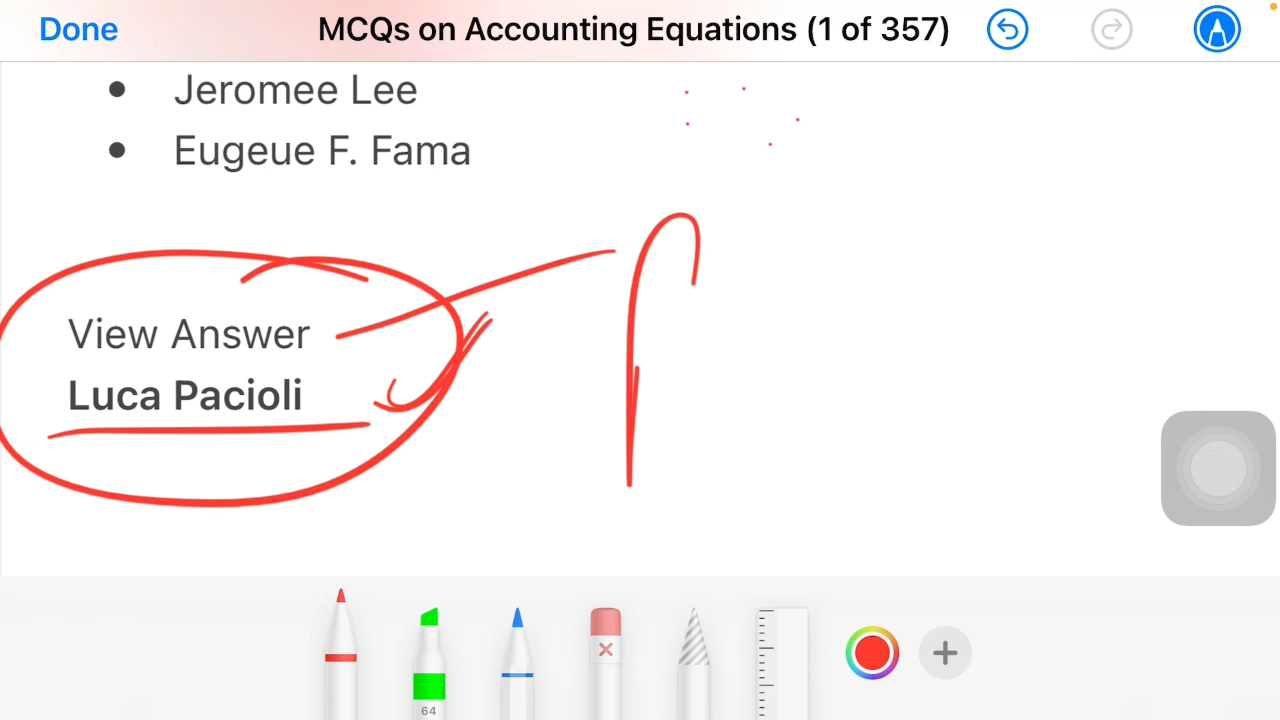 Done MCQs on Accounting Equations (1 of 357)
• Jeromee Lee
• Eugeue F. Fama
View Answer
Luca Pacioli
64